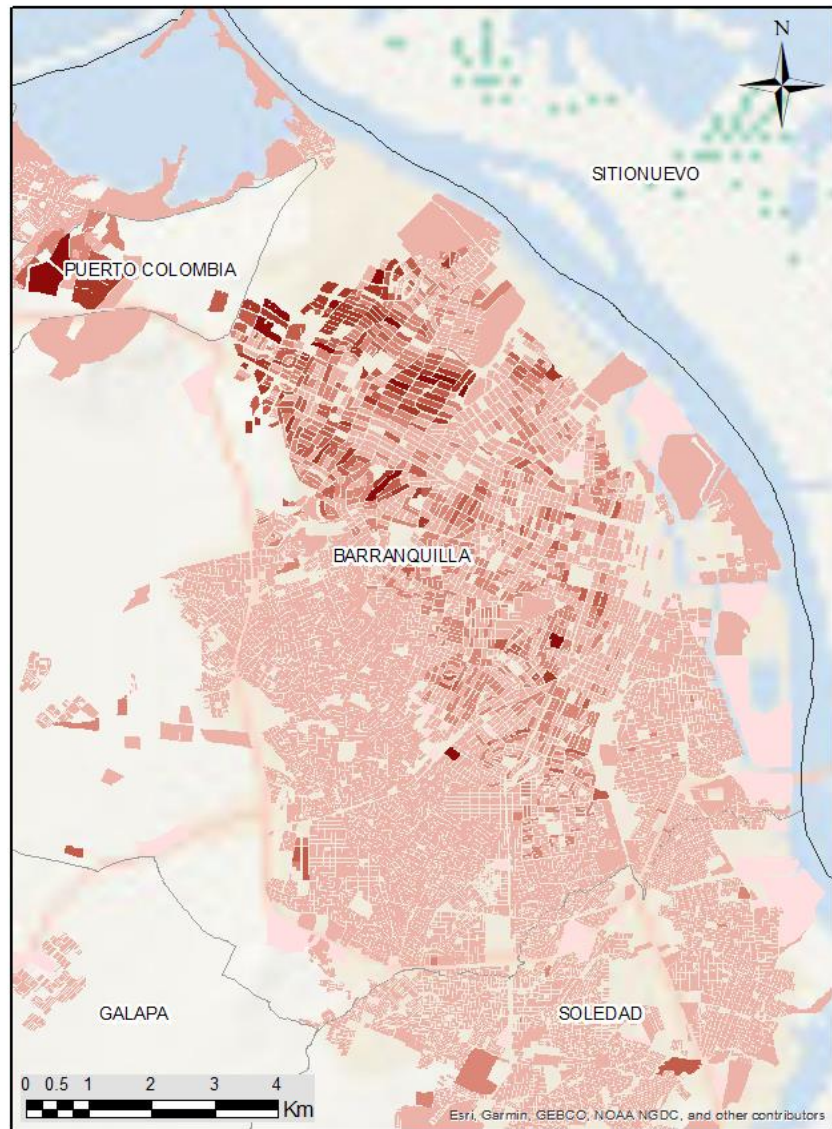 N
SITIONUEVO
PUERTO COLOMBIA
BARRANQUILLA
GALAPA
SOLEDAD
0 0.5 1 2 3 4
Km
Esri, Garmin, GEBCO, NOAA NGDC, and other contributors